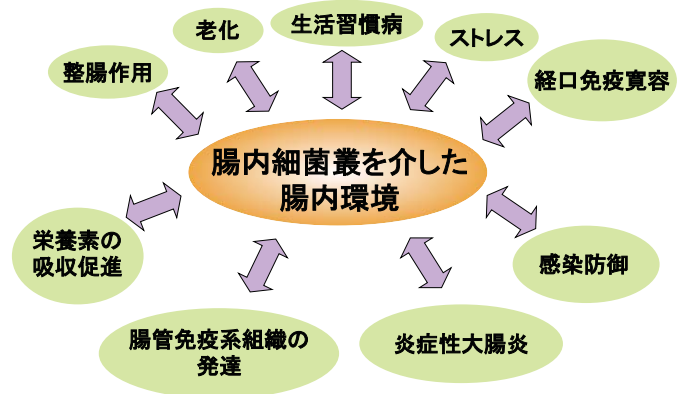 生活習慣病
老化
ストレス
整腸作用
経口免疫寛容
腸内細菌叢を介した
腸内環境
栄養素の
吸収促進
感染防御
腸管免疫系組織の
発達
炎症性大腸炎